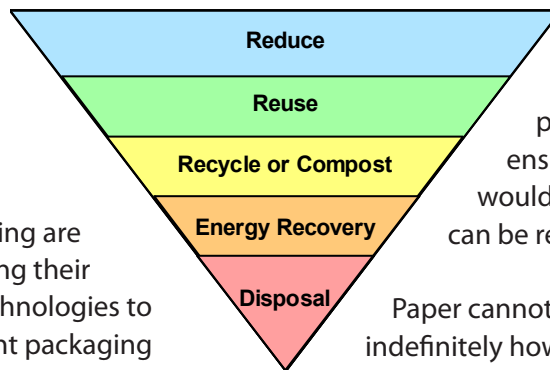 Reduce
Reuse
Recycle or Compost
Energy Recovery
Disposal
ing are
ng their
chnologies to
nt packaging
p
ens
would
can be re
Paper cannot
indefinitely how